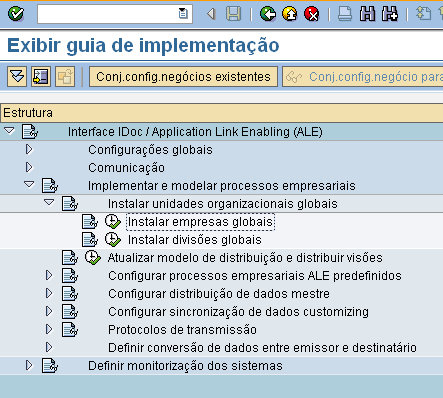 Exibir guia de implementação
Conj.config.negócios existentes
Conj.config.negócio para
Estrutura
Interface IDoc / Application Link Enabling (ALE)
Configurações globais
Comunicação
Implementar e modelar processos empresariais
Instalar unidades organizacionais globais
Instalar empresas globais
Instalar divisões globais
Atualizar modelo de distribuição e distribuir visões
Configurar processos empresariais ALE predefinidos
Configurar distribuição de dados mestre
Configurar sincronização de dados customizing
Protocolos de transmissão
Definir conversão de dados entre emissor e destinatário
Definir monitorização dos sistemas